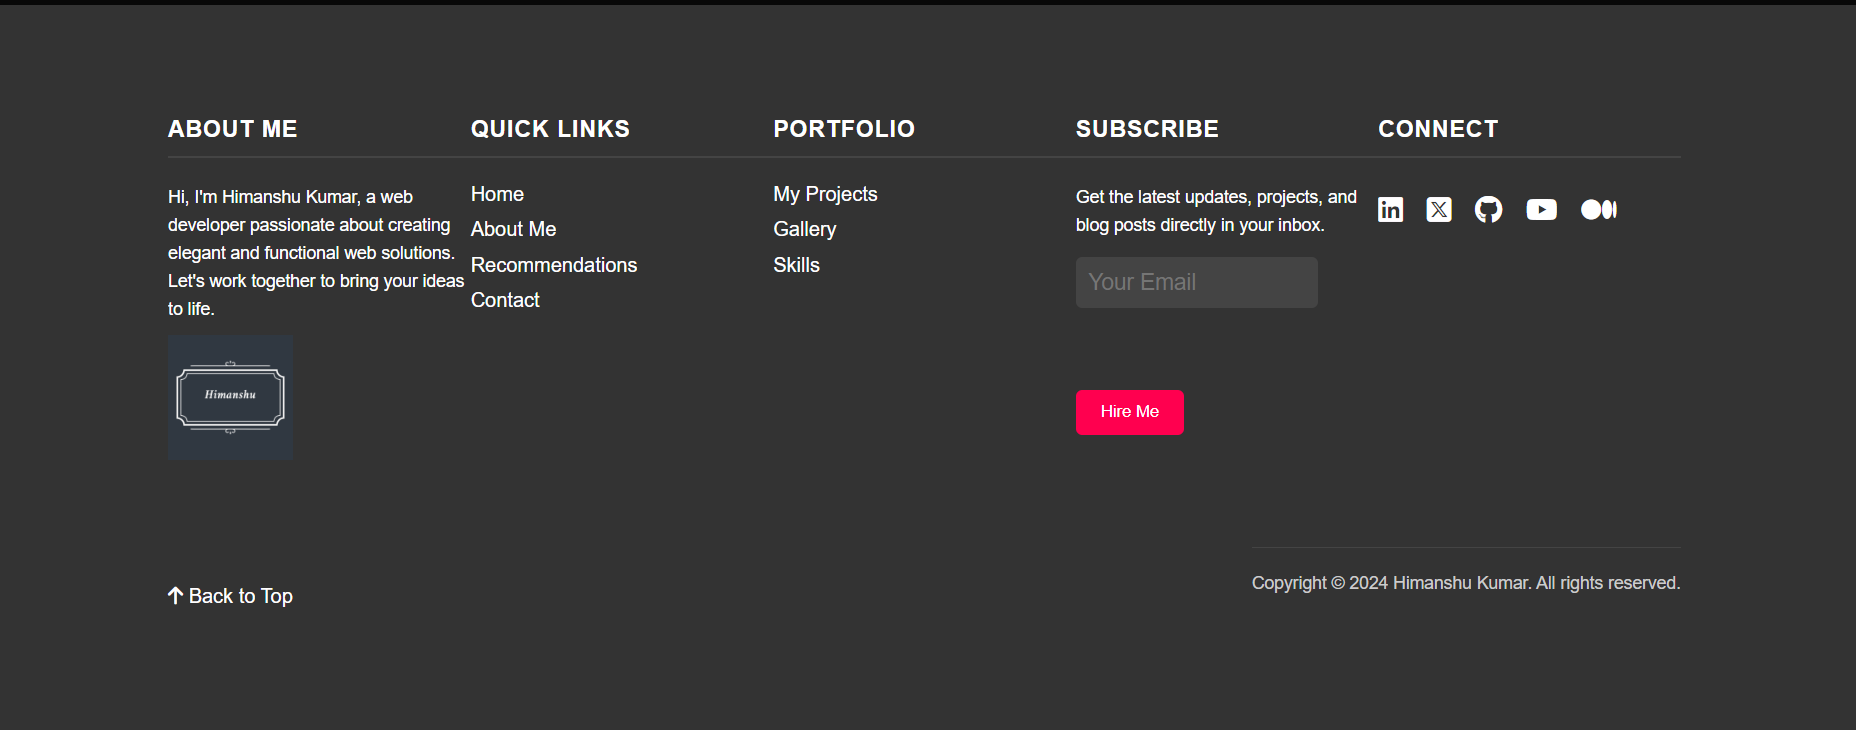 ABOUT ME
Hi, I'm Himanshu Kumar, a web
developer passionate about creating
elegant and functional web solutions.
Let's work together to bring your ideas
to life.
Himanshu
QUICK LINKS
Home
About Me
Recommendations
Contact
PORTFOLIO
My Projects
Gallery
Skills
SUBSCRIBE
Get the latest updates, projects, and
blog posts directly in your inbox.
Your Email
Hire Me
CONNECT
in
X
Back to Top
Copyright © 2024 Himanshu Kumar. All rights reserved.